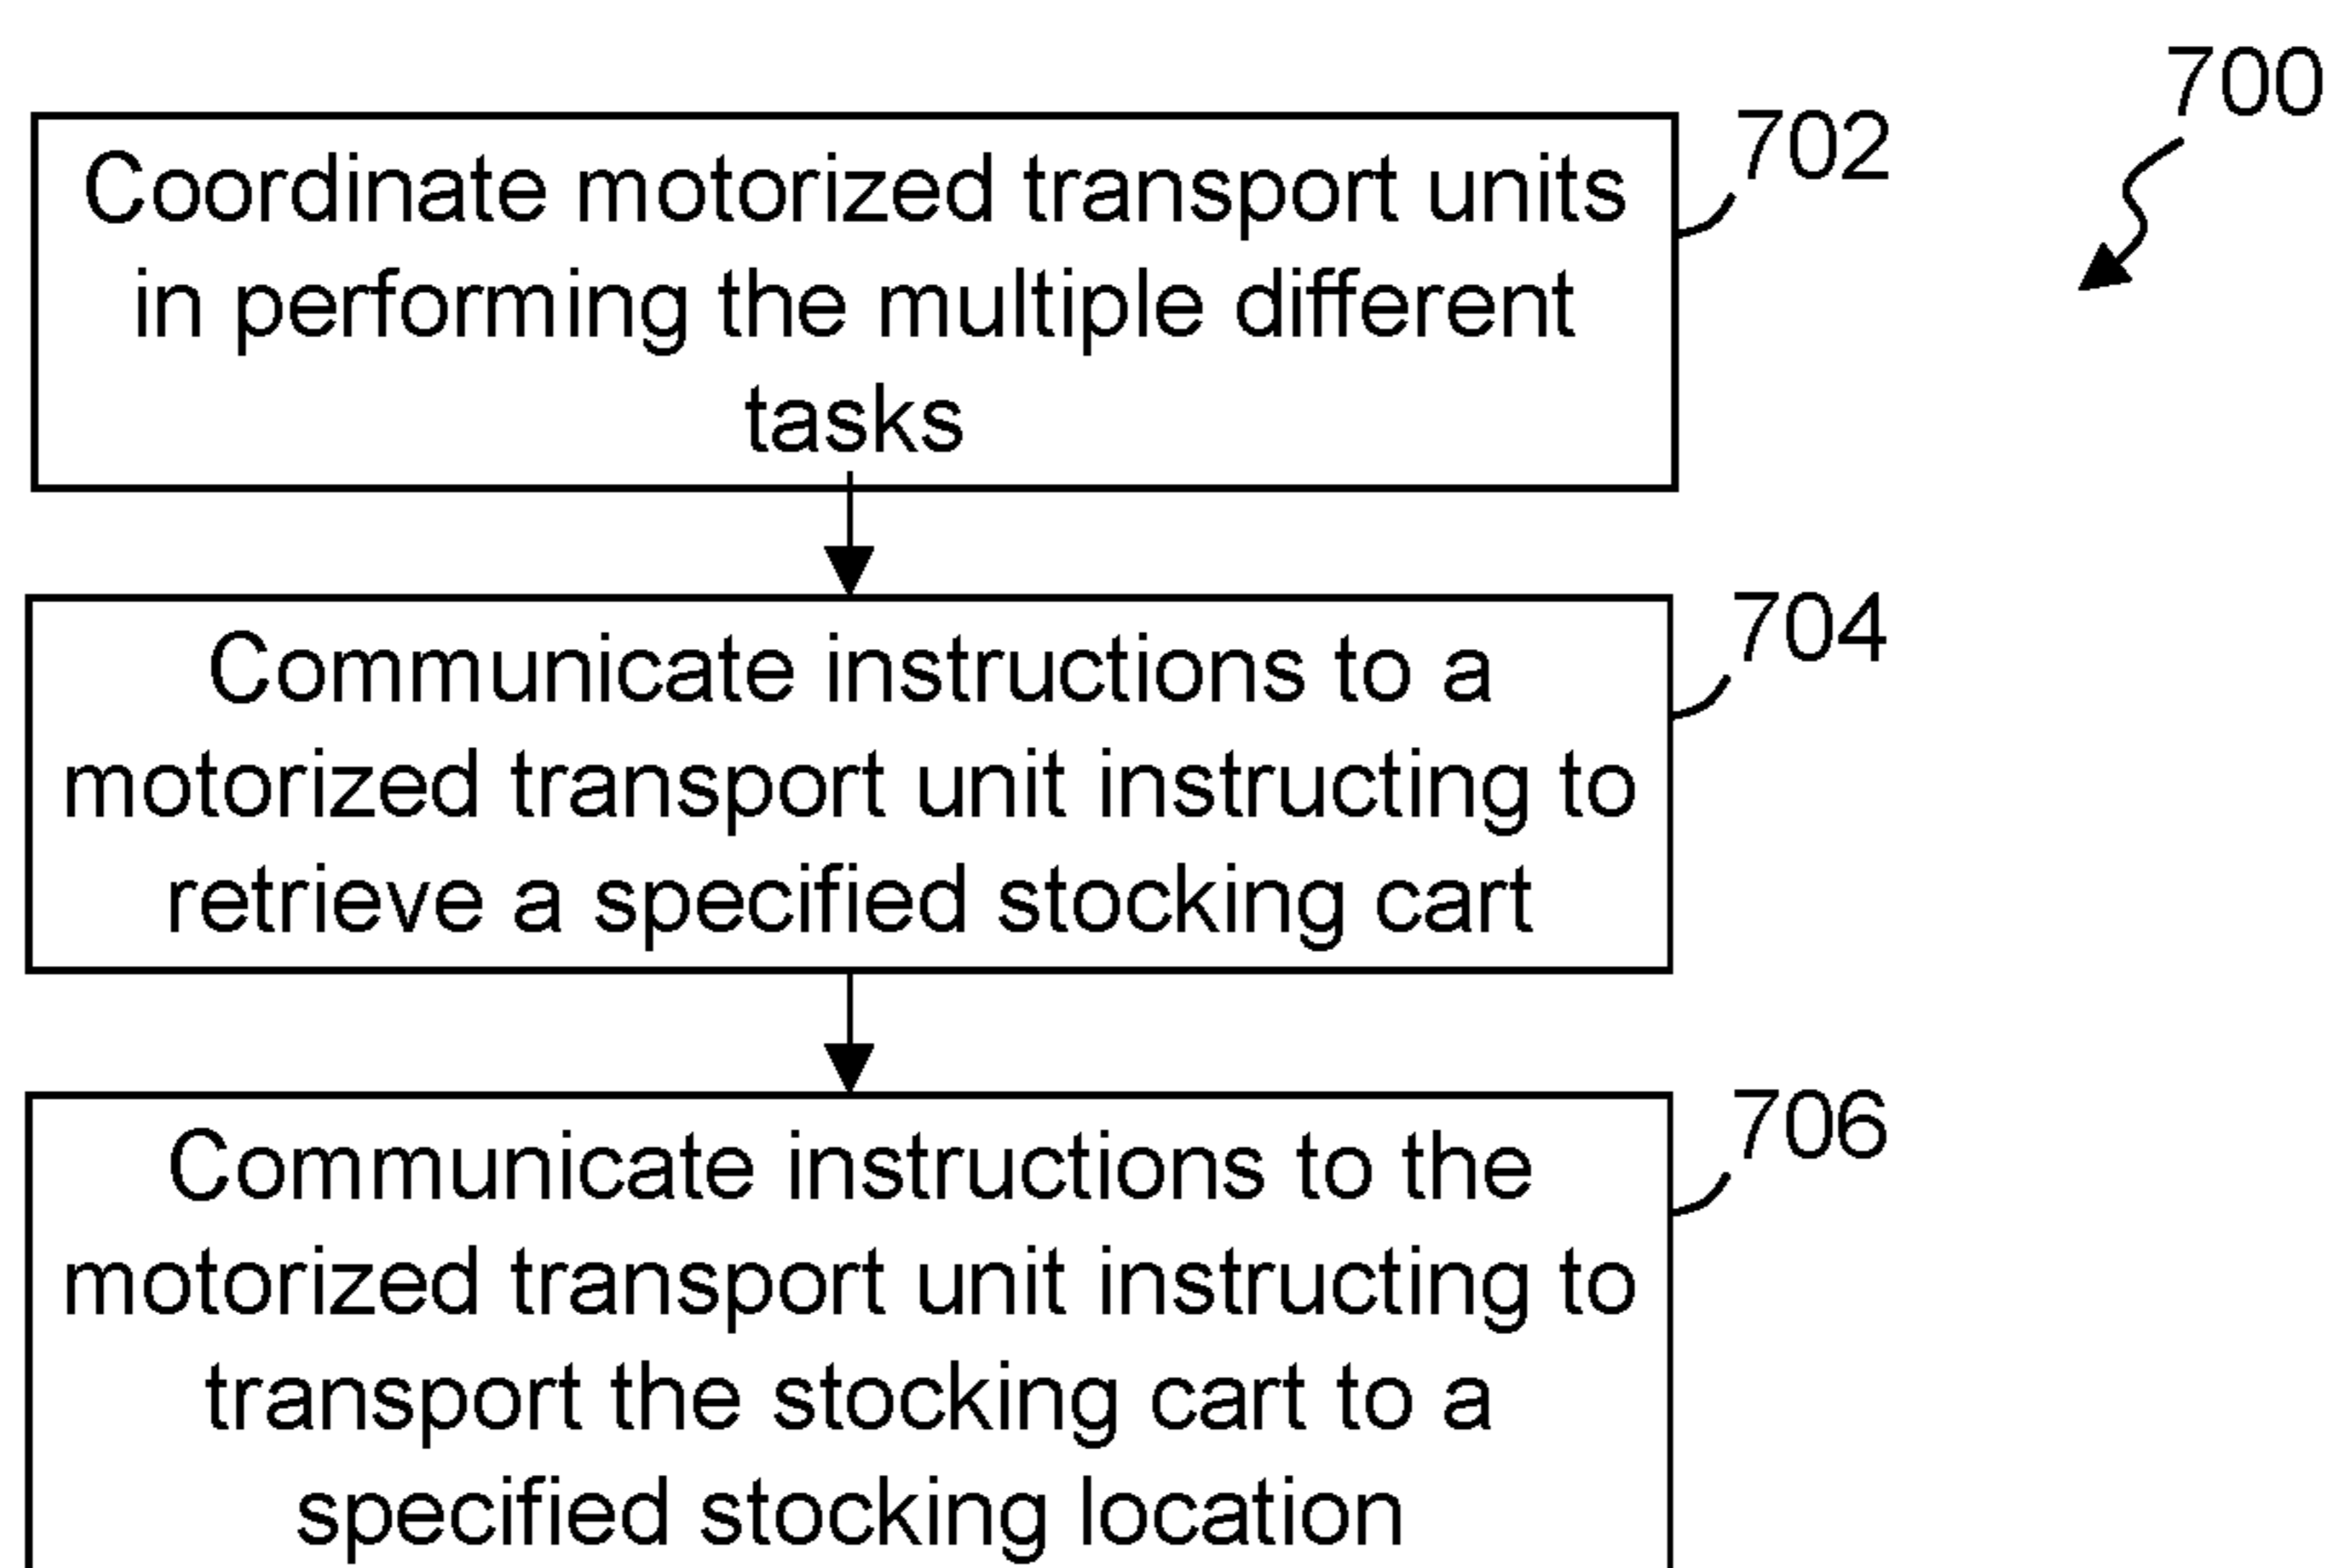 700
702
Coordinate motorized transport units
in performing the multiple different
tasks
704
Communicate instructions to a
motorized transport unit instructing to
retrieve a specified stocking cart
706
Communicate instructions to the
motorized transport unit instructing to
transport the stocking cart to a
specified stocking location